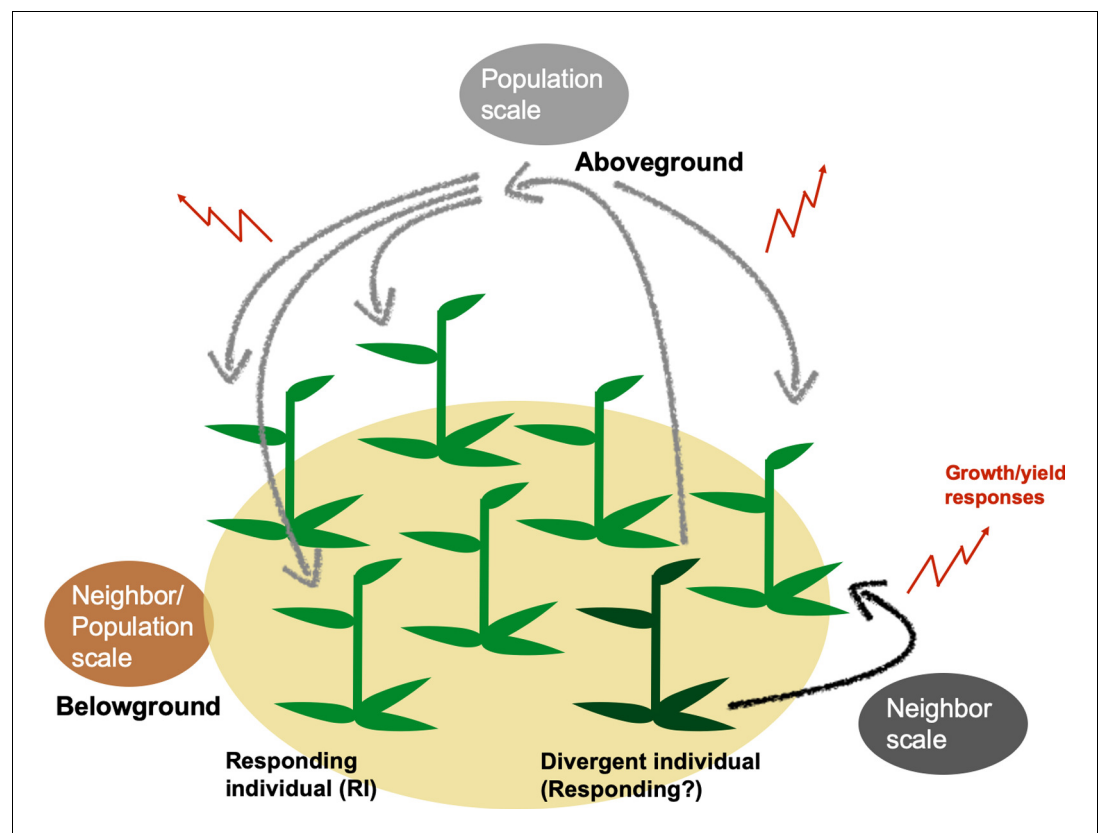 Population
scale
Aboveground
Growth/yield
responses
Neighbor/
Population
scale
Belowground
Neighbor
scale
Responding
individual (RI)
Divergent individual
(Responding?)